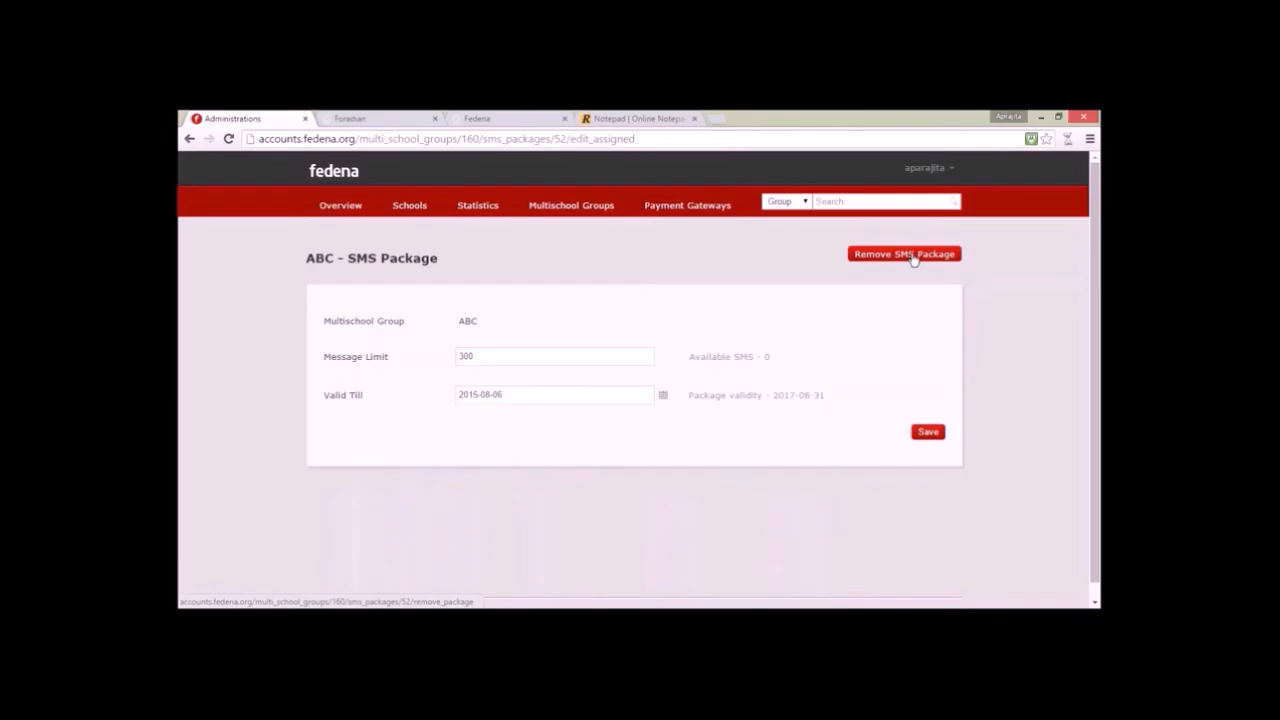 Administrations
Foradian
Fedena
Notepad | Online Notepa
Aprajta
accounts.fedena.org/multi_school_groups/160/sms_packages/52/edit_assigned
fedena
aparajita
Overview Schools Statistics Multischool Groups Payment Gateways Group Search
ABC - SMS Package
Remove SMS Package
Multischool Group ABC
Message Limit 300 Available SMS - 0
Valid Till 2015-08-06 Package validity - 2017-08-31
Save
accounts.fedena.org/multi_school_groups/160/sms_packages/52/remove_package